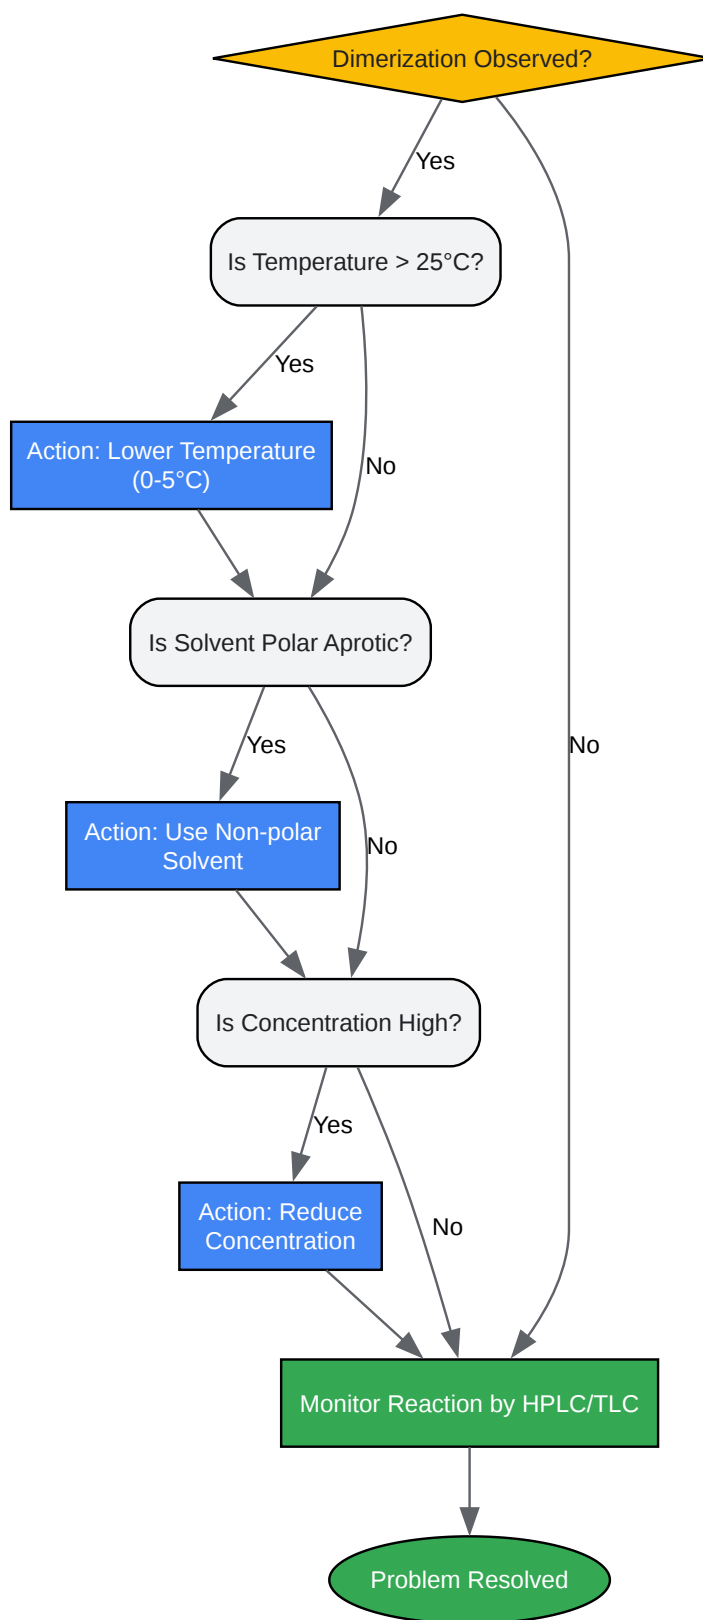 Dimerization Observed?
Yes
Is Temperature > 25°C?
Yes
Action: Lower Temperature
(0-5°C)
No
Is Solvent Polar Aprotic?
Yes
No
Action: Use Non-polar
Solvent
No
Is Concentration High?
Yes
Action: Reduce
Concentration
No
Monitor Reaction by HPLC/TLC
Problem Resolved